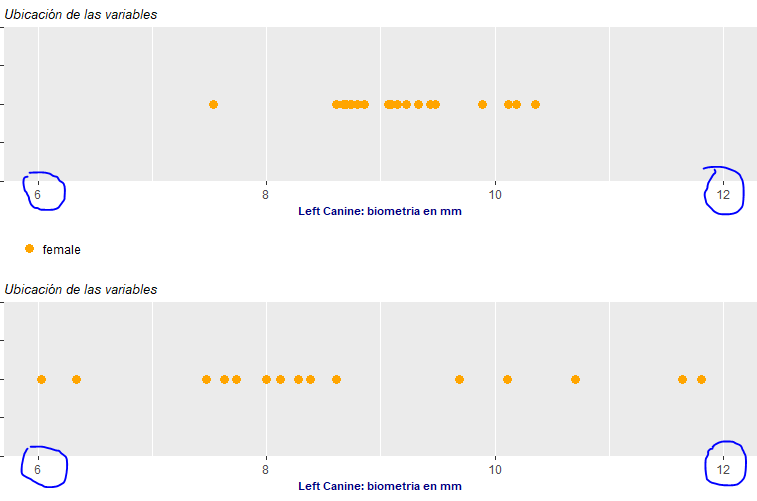 Ubicación de las variables
6 8 10 12
Left Canine: biometria en mm
female
Ubicación de las variables
6 8 10 12
Left Canine: biometria en mm